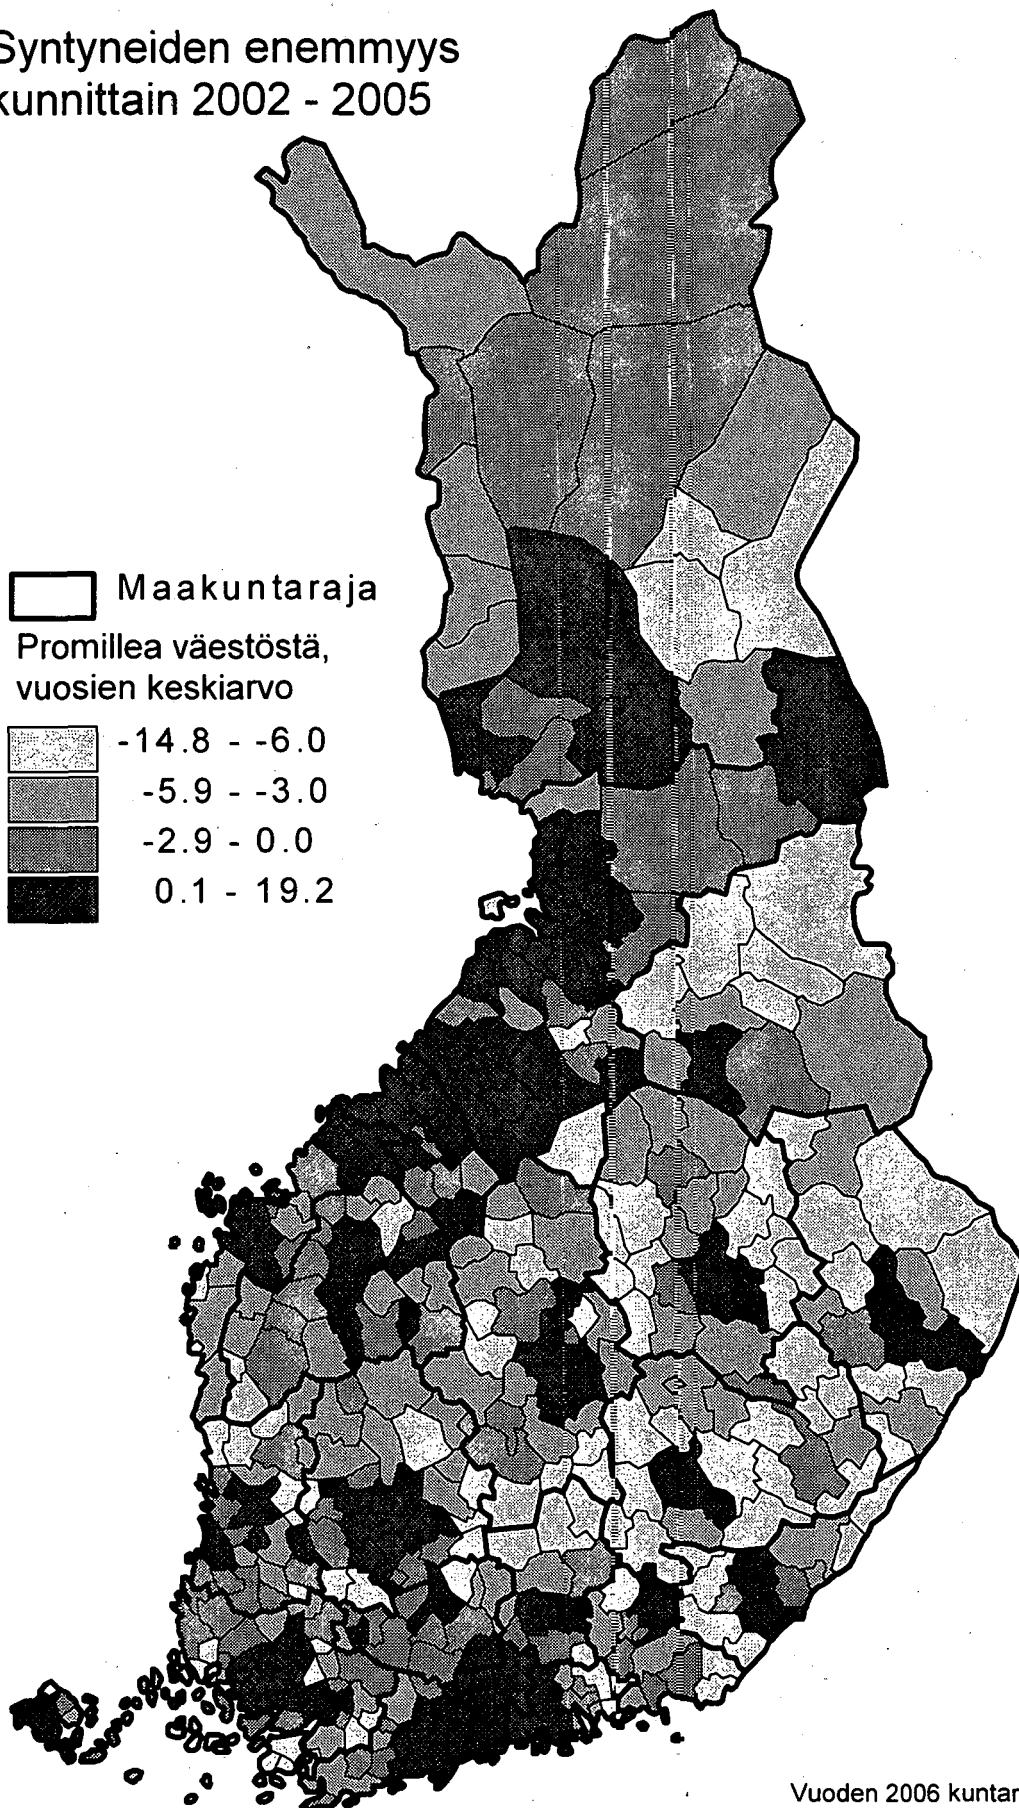 Syntyneiden enemmyys
kunnittain 2002 - 2005
Maakuntaraja
Promillea väestöstä,
vuosien keskiarvo
-14.8 - -6.0
-5.9 - -3.0
-2.9 - 0.0
0.1 - 19.2
Vuoden 2006 kuntar